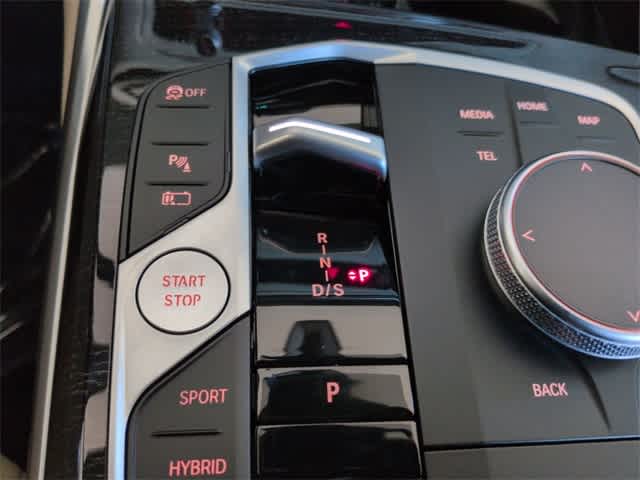 OFF
P
START
STOP
SPORT
HYBRID
R
N
D/S
P
P
MEDIA
HOME
MAP
TEL
BACK